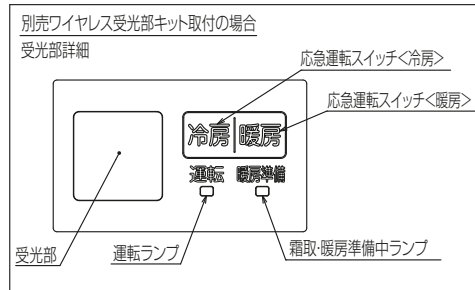 別売ワイヤレス受光部キット取付の場合
受光部詳細
応急運転スイッチ<冷房>
応急運転スイッチ<暖房>
冷房 暖房
運転 暖房準備
受光部
運転ランプ
霜取・暖房準備中ランプ